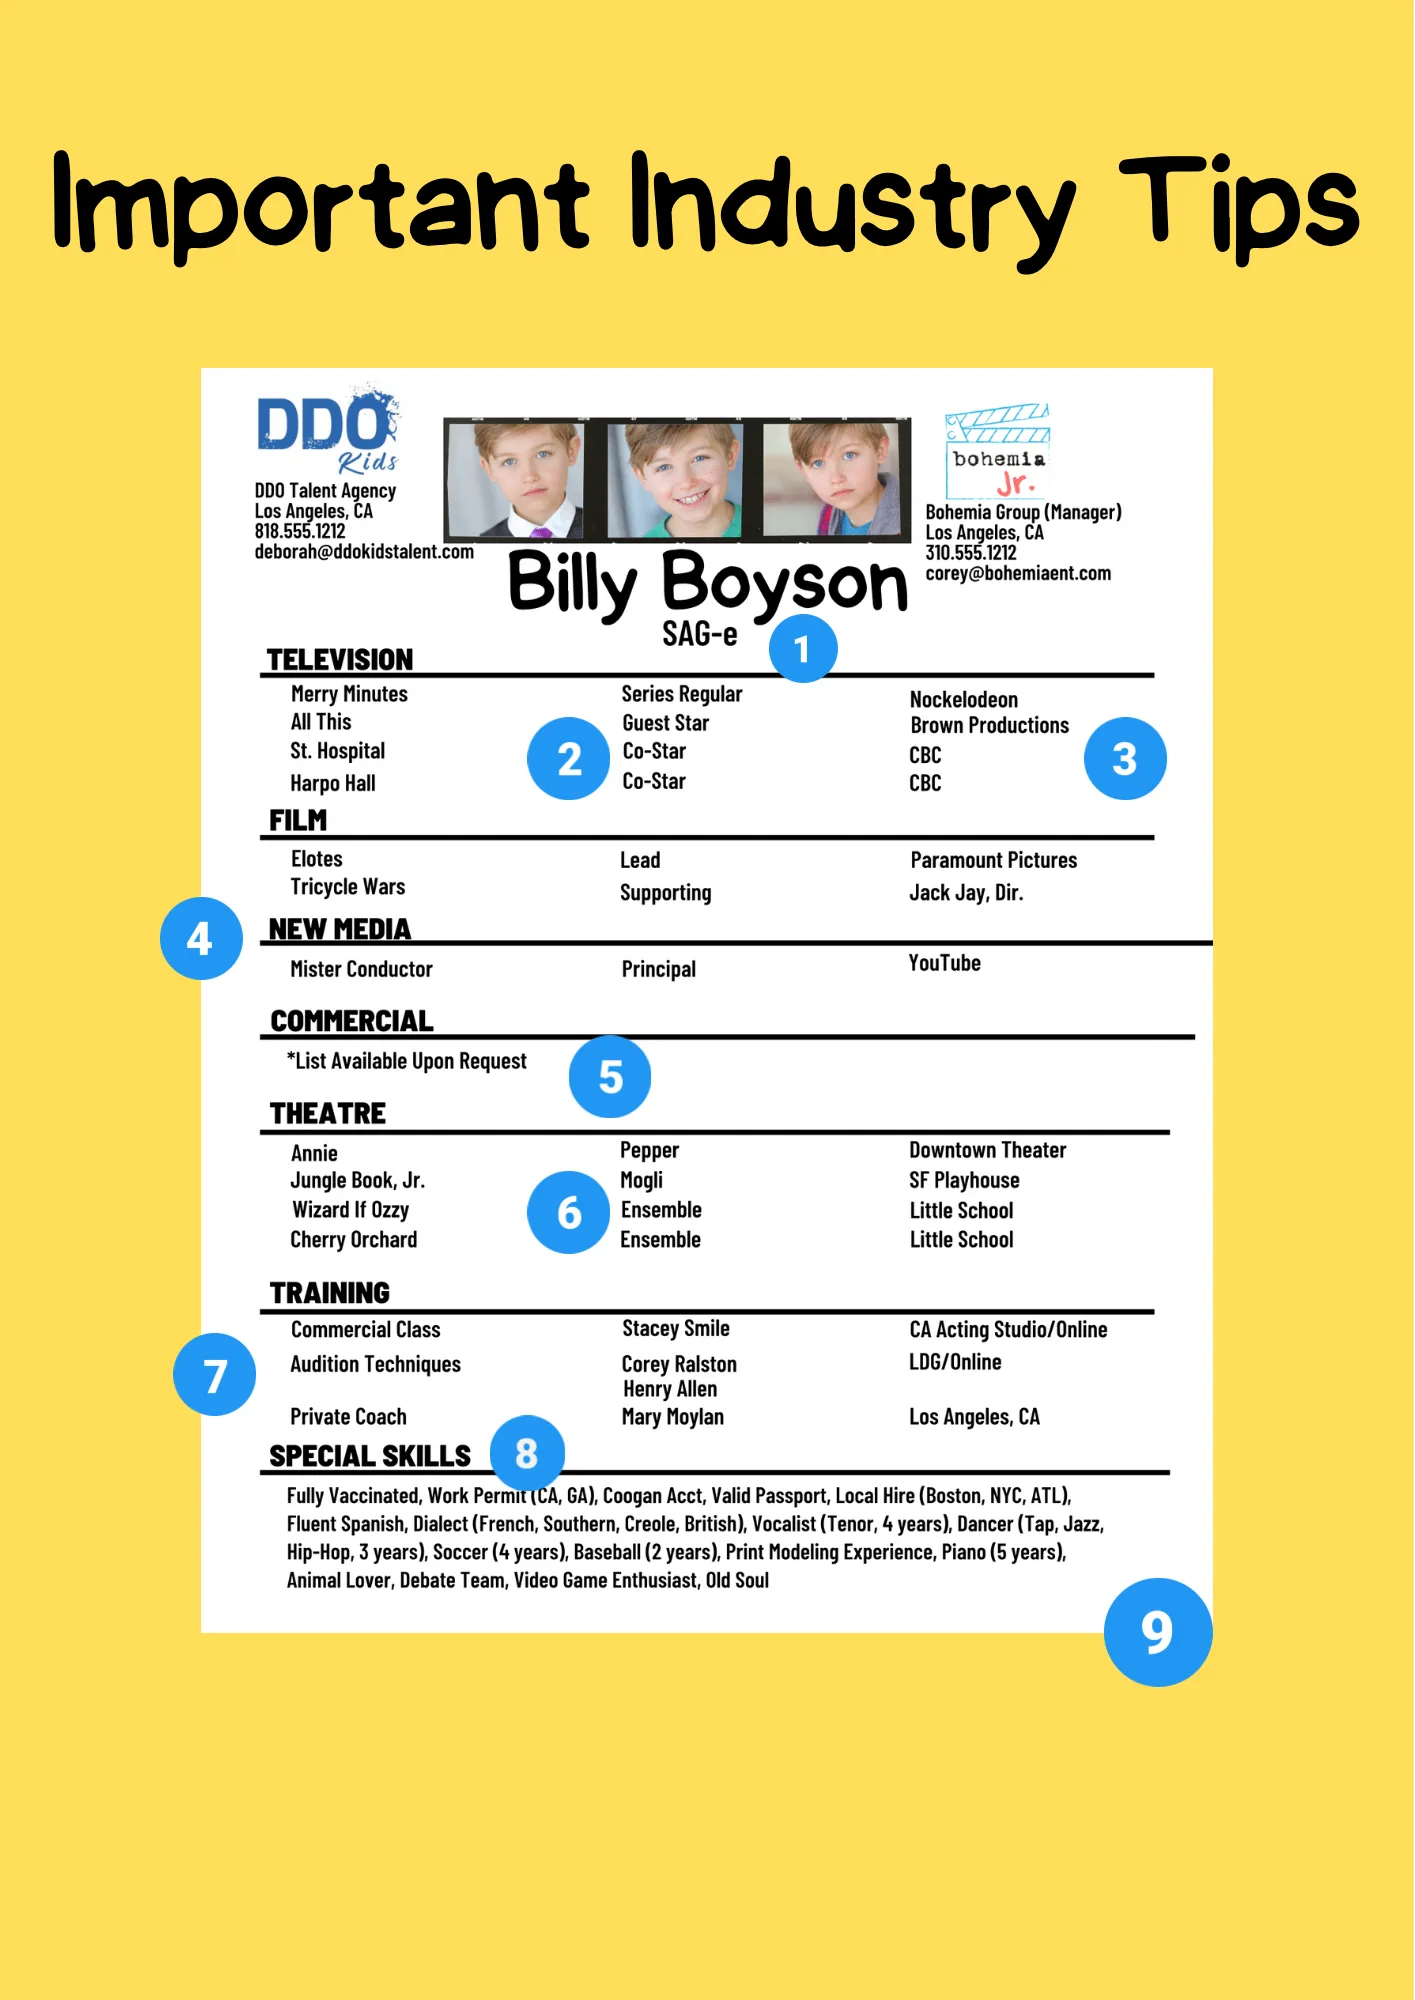 Important Industry Tips
DDO
Kids
DDO Talent Agency
Los Angeles, CA
818.555.1212
deborah@ddokidstalent.com
bohemia
Jr.
Bohemia Group (Manager)
Los Angeles, CA
310.555.1212
corey@bohemiaent.com
Billy Boyson
SAG-e
1
TELEVISION
Merry Minutes Series Regular Nockelodeon
All This Guest Star Brown Productions
St. Hospital 2 Co-Star CBC 3
Harpo Hall Co-Star CBC
FILM
Elotes Lead Paramount Pictures
Tricycle Wars Supporting Jack Jay, Dir.
4 NEW MEDIA
Mister Conductor Principal YouTube
COMMERCIAL
*List Available Upon Request 5
THEATRE
Annie Pepper Downtown Theater
Jungle Book, Jr. Mogli SF Playhouse
Wizard If Ozzy 6 Ensemble Little School
Cherry Orchard Ensemble Little School
TRAINING
Commercial Class Stacey Smile CA Acting Studio/Online
7 Audition Techniques Corey Ralston LDG/Online
Henry Allen
Private Coach Mary Moylan Los Angeles, CA
SPECIAL SKILLS 8
Fully Vaccinated, Work Permit (CA, GA), Coogan Acct, Valid Passport, Local Hire (Boston, NYC, ATL),
Fluent Spanish, Dialect (French, Southern, Creole, British), Vocalist (Tenor, 4 years), Dancer (Tap, Jazz,
Hip-Hop, 3 years), Soccer (4 years), Baseball (2 years), Print Modeling Experience, Piano (5 years),
Animal Lover, Debate Team, Video Game Enthusiast, Old Soul
9